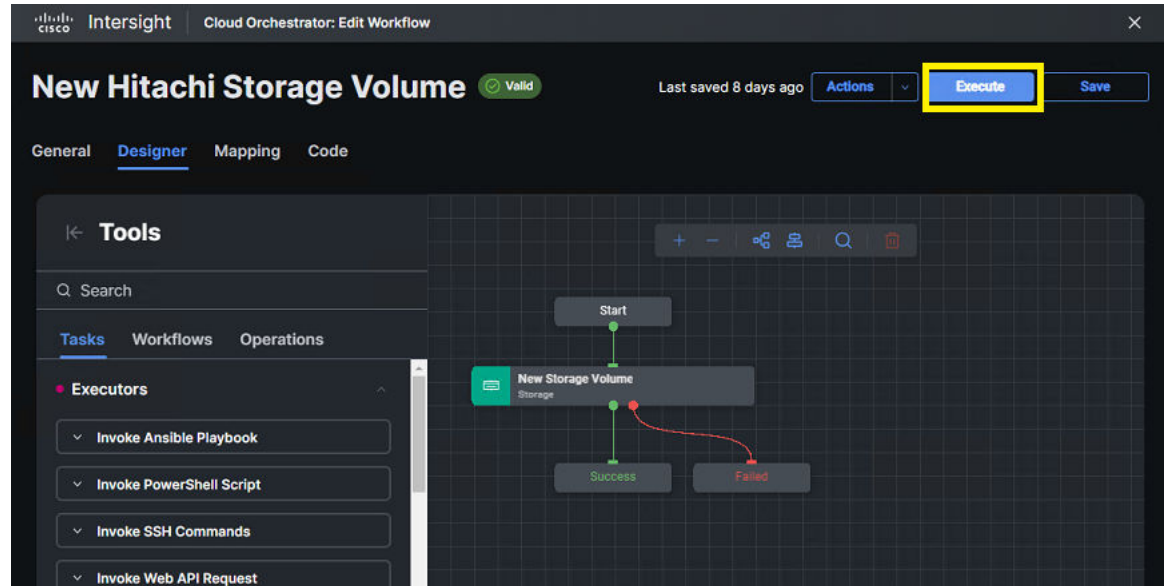 cisco Intersight Cloud Orchestrator: Edit Workflow
New Hitachi Storage Volume Valid Last saved 8 days ago Actions Execute Save
General Designer Mapping Code
Tools
Search
Tasks Workflows Operations
Executors
Invoke Ansible Playbook
Invoke PowerShell Script
Invoke SSH Commands
Invoke Web API Request
Start
New Storage Volume
Storage
Success Failed